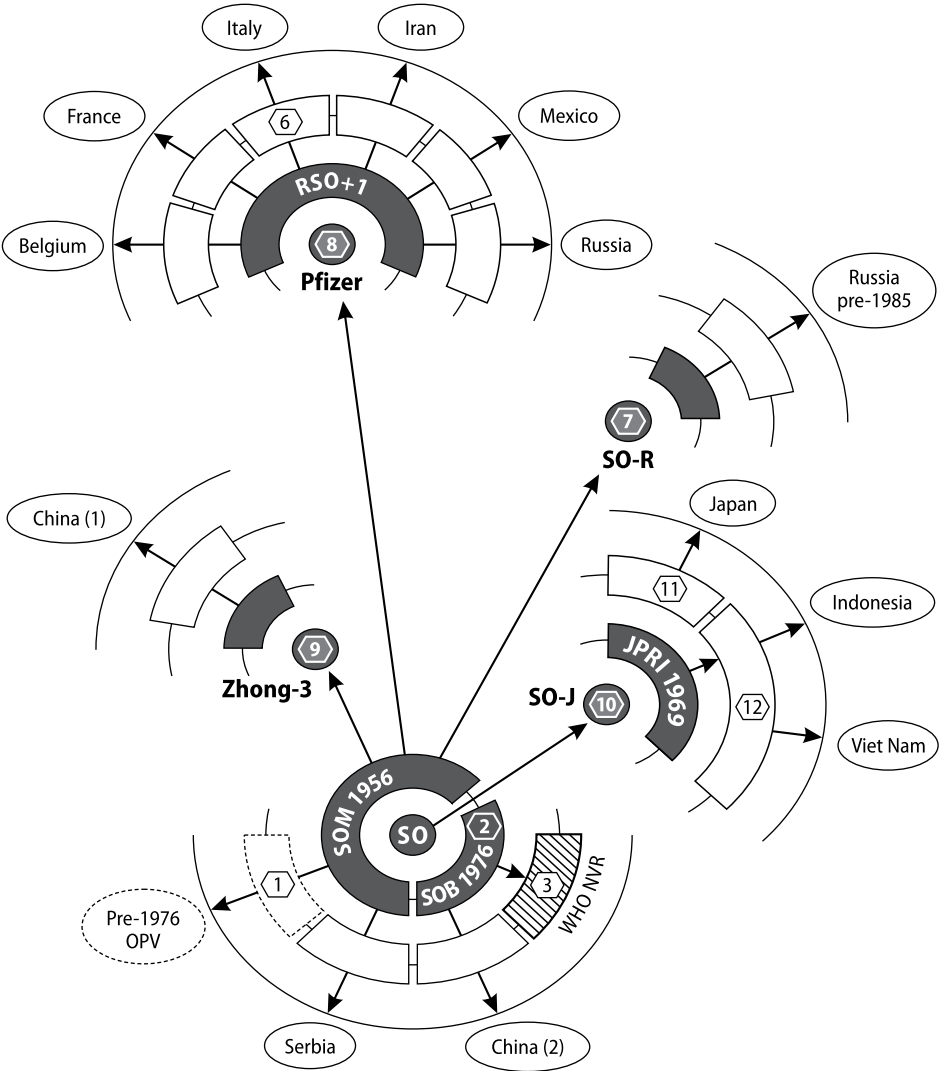 Italy
Iran
France
Mexico
6
RSO+1
Belgium
8
Russia
Pfizer
Russia
pre-1985
7
SO-R
China (1)
Japan
11
Indonesia
9
JPRI 1969
Zhong-3
SO-J
10
12
Viet Nam
SOM 1956
SO
2
SOB 1976
1
3
WHO NVR
Pre-1976
OPV
Serbia
China (2)